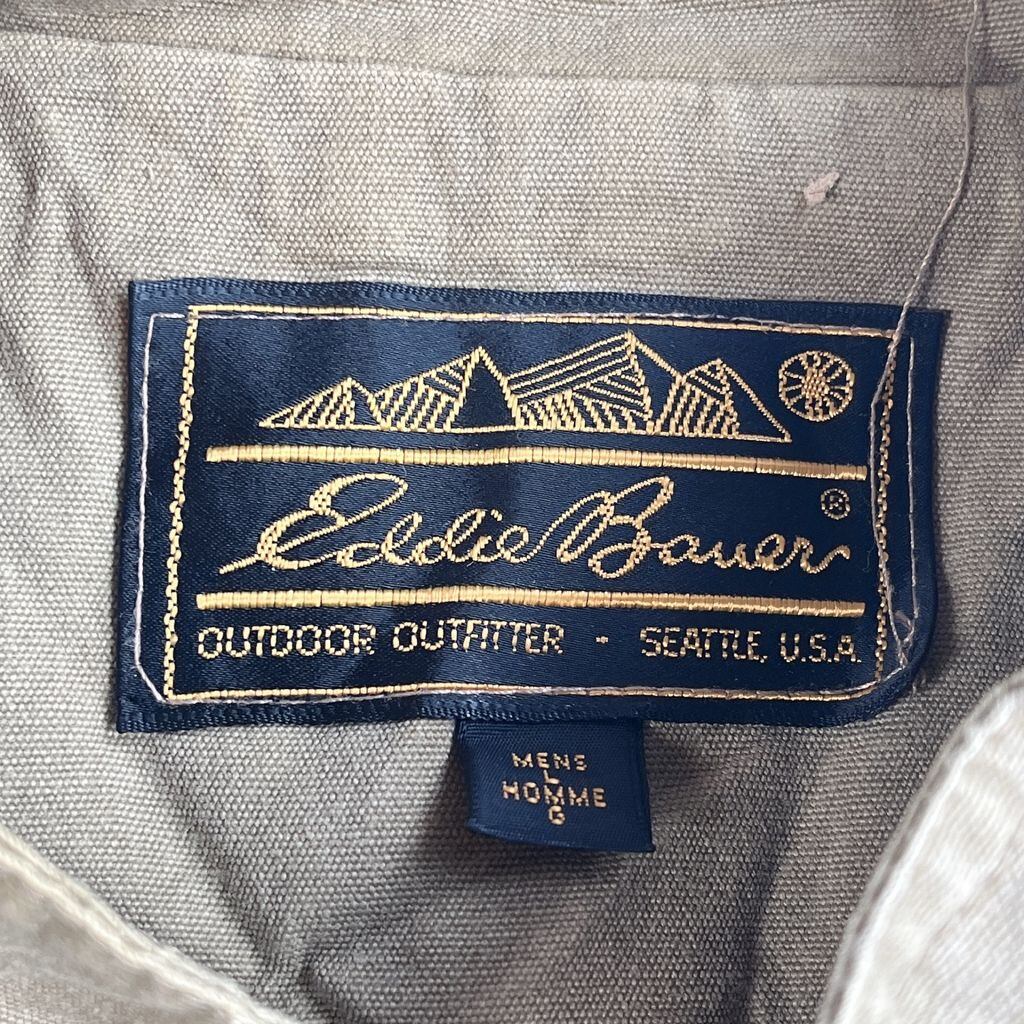 Eddie Bauer ®
OUTDOOR OUTFITTER - SEATTLE, U.S.A.
MENS
L
HOMME
G